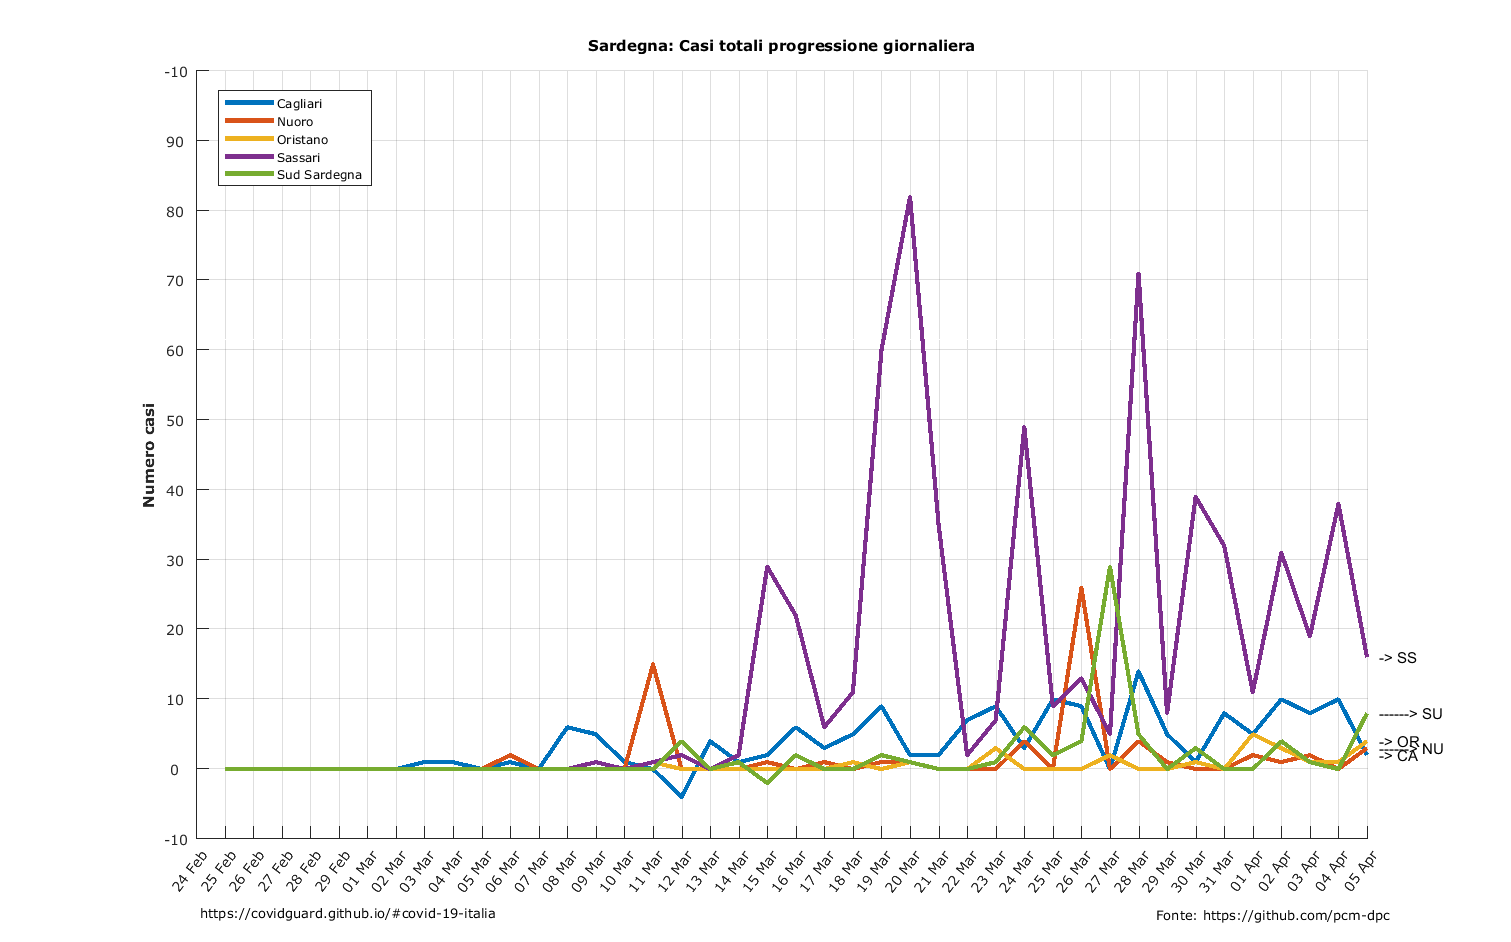 Sardegna: Casi totali progressione giornaliera
-10
90
80
70
60
50
40
30
20
10
0
-10
Numero casi
Cagliari
Nuoro
Oristano
Sassari
Sud Sardegna
-> SS
------> SU
-> OR
------> NU
-> CA
24 Feb
25 Feb
26 Feb
27 Feb
28 Feb
29 Feb
01 Mar
02 Mar
03 Mar
04 Mar
05 Mar
06 Mar
07 Mar
08 Mar
09 Mar
10 Mar
11 Mar
12 Mar
13 Mar
14 Mar
15 Mar
16 Mar
17 Mar
18 Mar
19 Mar
20 Mar
21 Mar
22 Mar
23 Mar
24 Mar
25 Mar
26 Mar
27 Mar
28 Mar
29 Mar
30 Mar
31 Mar
01 Apr
02 Apr
03 Apr
04 Apr
05 Apr
https://covidguard.github.io/#covid-19-italia
Fonte: https://github.com/pcm-dpc